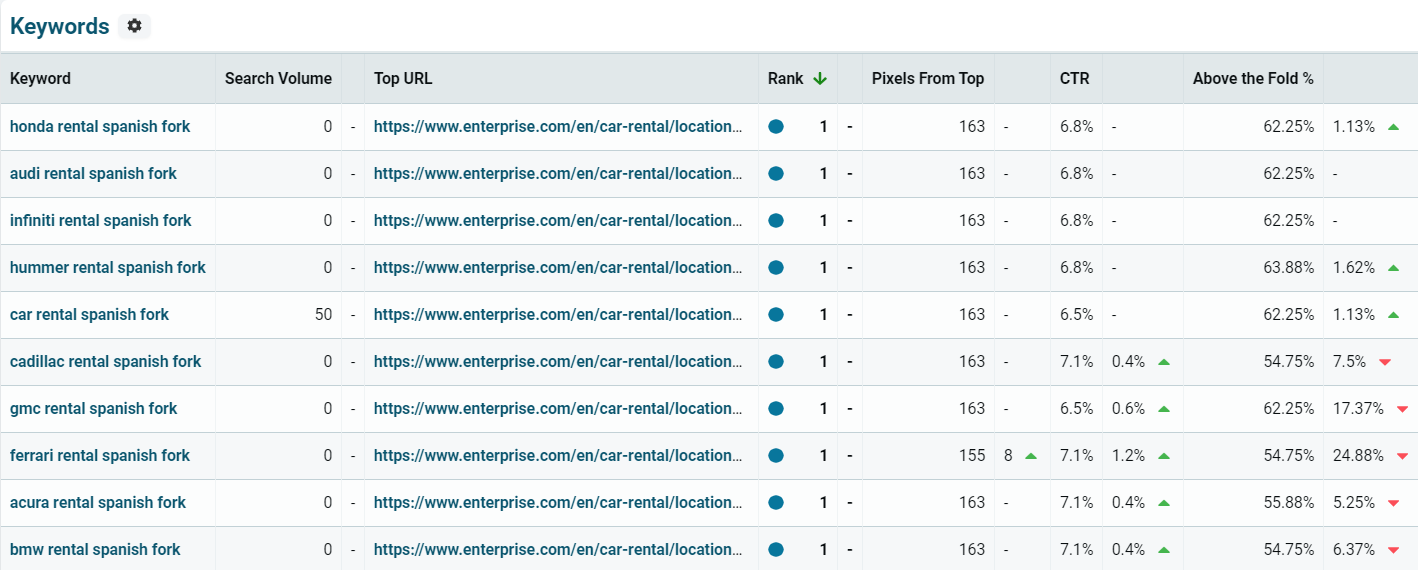 Keywords
Keyword Search Volume Top URL Rank Pixels From Top CTR Above the Fold %
honda rental spanish fork 0 - https://www.enterprise.com/en/car-rental/location... 1 - 163 - 6.8% - 62.25% 1.13%
audi rental spanish fork 0 - https://www.enterprise.com/en/car-rental/location... 1 - 163 - 6.8% - 62.25% -
infiniti rental spanish fork 0 - https://www.enterprise.com/en/car-rental/location... 1 - 163 - 6.8% - 62.25% -
hummer rental spanish fork 0 - https://www.enterprise.com/en/car-rental/location... 1 - 163 - 6.8% - 63.88% 1.62%
car rental spanish fork 50 - https://www.enterprise.com/en/car-rental/location... 1 - 163 - 6.5% - 62.25% 1.13%
cadillac rental spanish fork 0 - https://www.enterprise.com/en/car-rental/location... 1 - 163 - 7.1% 0.4% 54.75% 7.5%
gmc rental spanish fork 0 - https://www.enterprise.com/en/car-rental/location... 1 - 163 - 6.5% 0.6% 62.25% 17.37%
ferrari rental spanish fork 0 - https://www.enterprise.com/en/car-rental/location... 1 - 155 8 7.1% 1.2% 54.75% 24.88%
acura rental spanish fork 0 - https://www.enterprise.com/en/car-rental/location... 1 - 163 - 7.1% 0.4% 55.88% 5.25%
bmw rental spanish fork 0 - https://www.enterprise.com/en/car-rental/location... 1 - 163 - 7.1% 0.4% 54.75% 6.37%